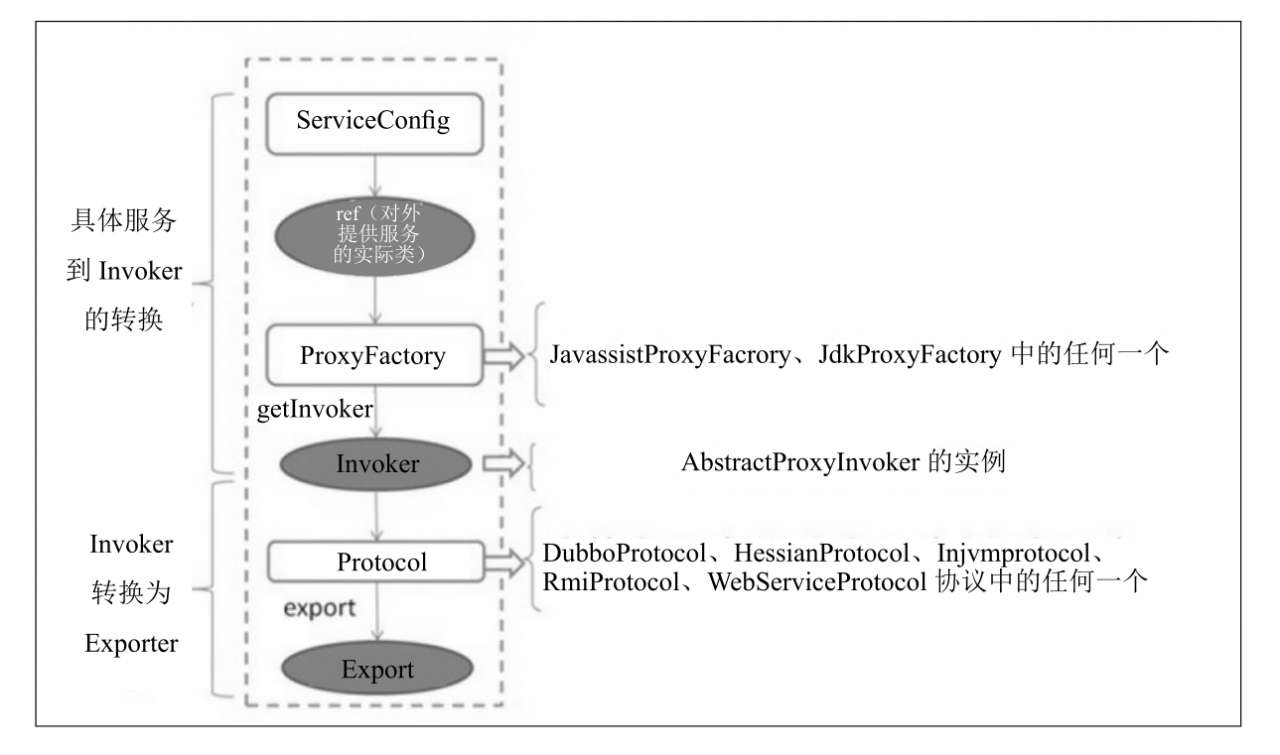 ServiceConfig
ref（对外
提供服务
的实际类）
具体服务
到 Invoker
的转换
ProxyFactory
JavassistProxyFacrory、JdkProxyFactory 中的任何一个
getInvoker
Invoker
AbstractProxyInvoker 的实例
Invoker
转换为
Exporter
Protocol
DubboProtocol、HessianProtocol、Injvmprotocol、
RmiProtocol、WebServiceProtocol 协议中的任何一个
export
Export